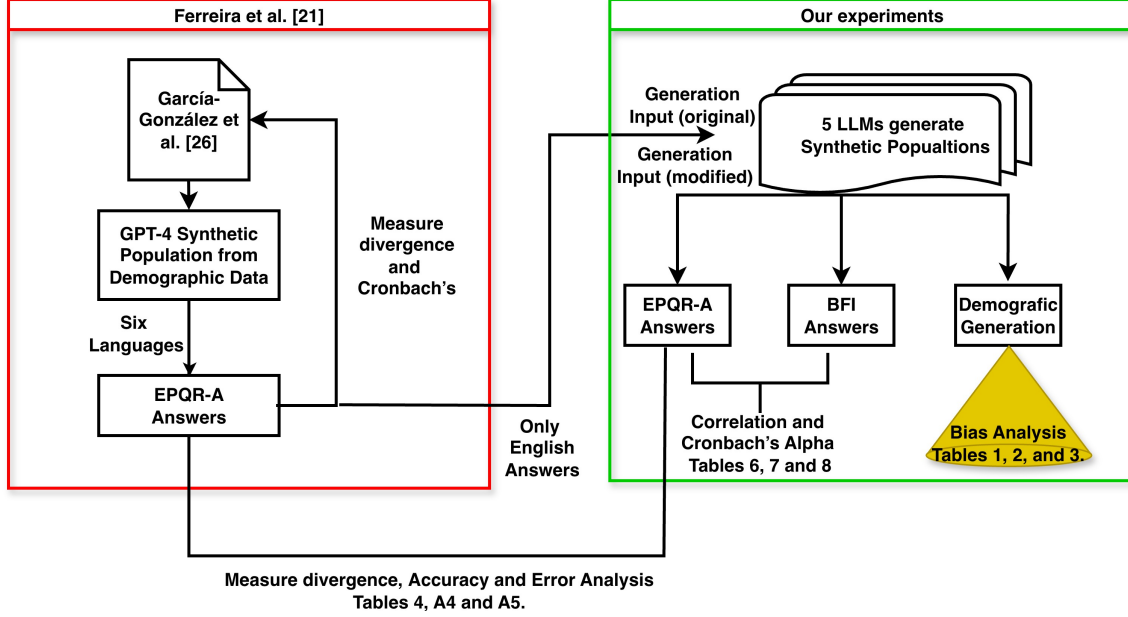 Ferreira et al. [21]
García-
González et
al. [26]
GPT-4 Synthetic
Population from
Demographic Data
Six
Languages
EPQR-A
Answers
Measure
divergence
and
Cronbach's
Only
English
Answers
Our experiments
Generation
Input (original)
Generation
Input (modified)
5 LLMs generate
Synthetic Popualtions
EPQR-A
Answers
BFI
Answers
Demografic
Generation
Correlation and
Cronbach's Alpha
Tables 6, 7 and 8
Bias Analysis
Tables 1, 2, and 3.
Measure divergence, Accuracy and Error Analysis
Tables 4, A4 and A5.